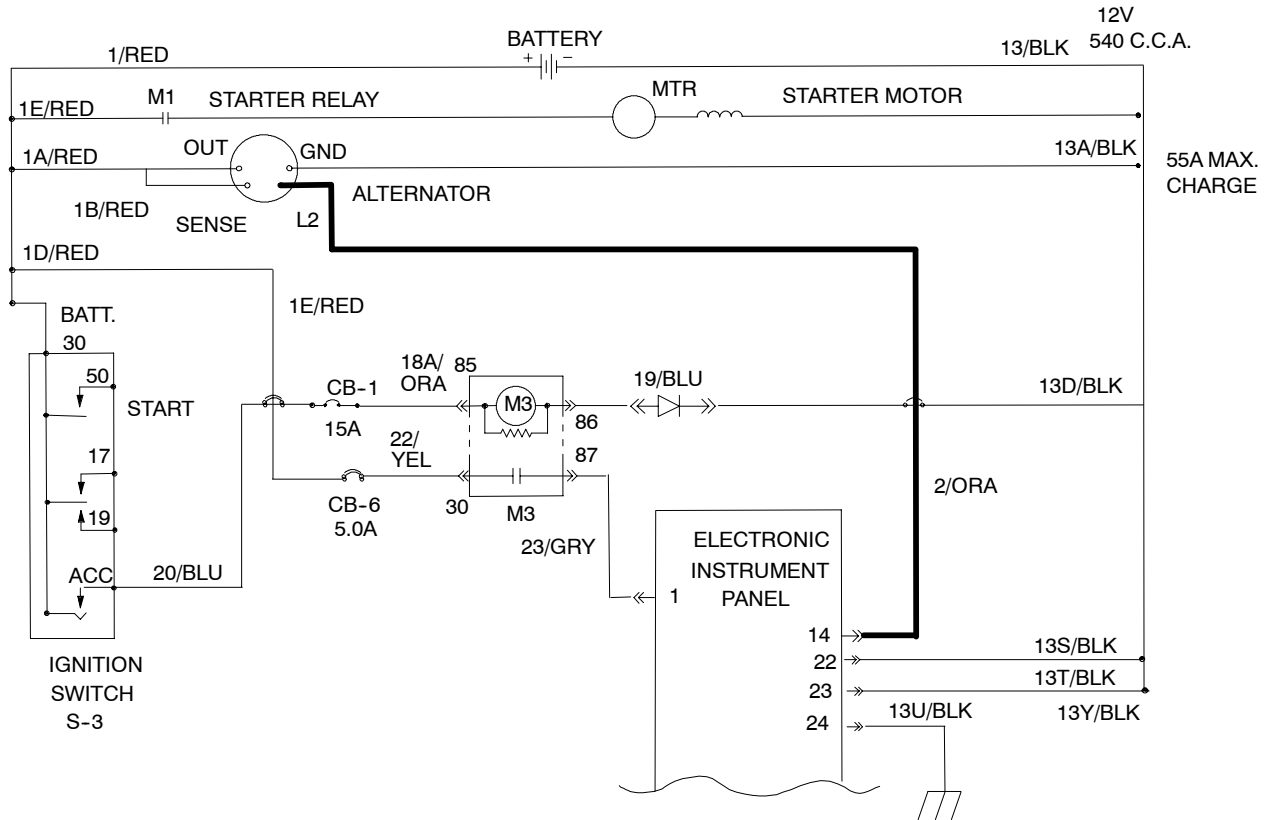 12V
540 C.C.A.
1/RED
BATTERY
+ −
13/BLK
1E/RED
M1
STARTER RELAY
MTR
STARTER MOTOR
1A/RED
OUT
GND
13A/BLK
55A MAX.
CHARGE
1B/RED
SENSE
L2
ALTERNATOR
1D/RED
1E/RED
BATT.
30
50
START
17
19
ACC
20/BLU
IGNITION
SWITCH
S-3
CB-1
15A
18A/
ORA
85
M3
86
19/BLU
13D/BLK
22/
YEL
87
CB-6
5.0A
30
M3
23/GRY
2/ORA
ELECTRONIC
INSTRUMENT
PANEL
1
14
22
23
24
13S/BLK
13T/BLK
13U/BLK
13Y/BLK